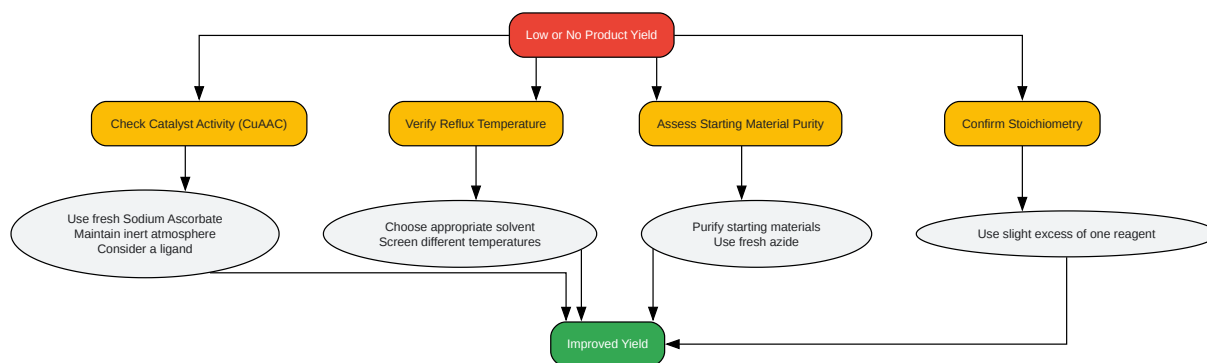 Low or No Product Yield
Check Catalyst Activity (CuAAC)
Verify Reflux Temperature
Assess Starting Material Purity
Confirm Stoichiometry
Use fresh Sodium Ascorbate
Maintain inert atmosphere
Consider a ligand
Choose appropriate solvent
Screen different temperatures
Purify starting materials
Use fresh azide
Use slight excess of one reagent
Improved Yield